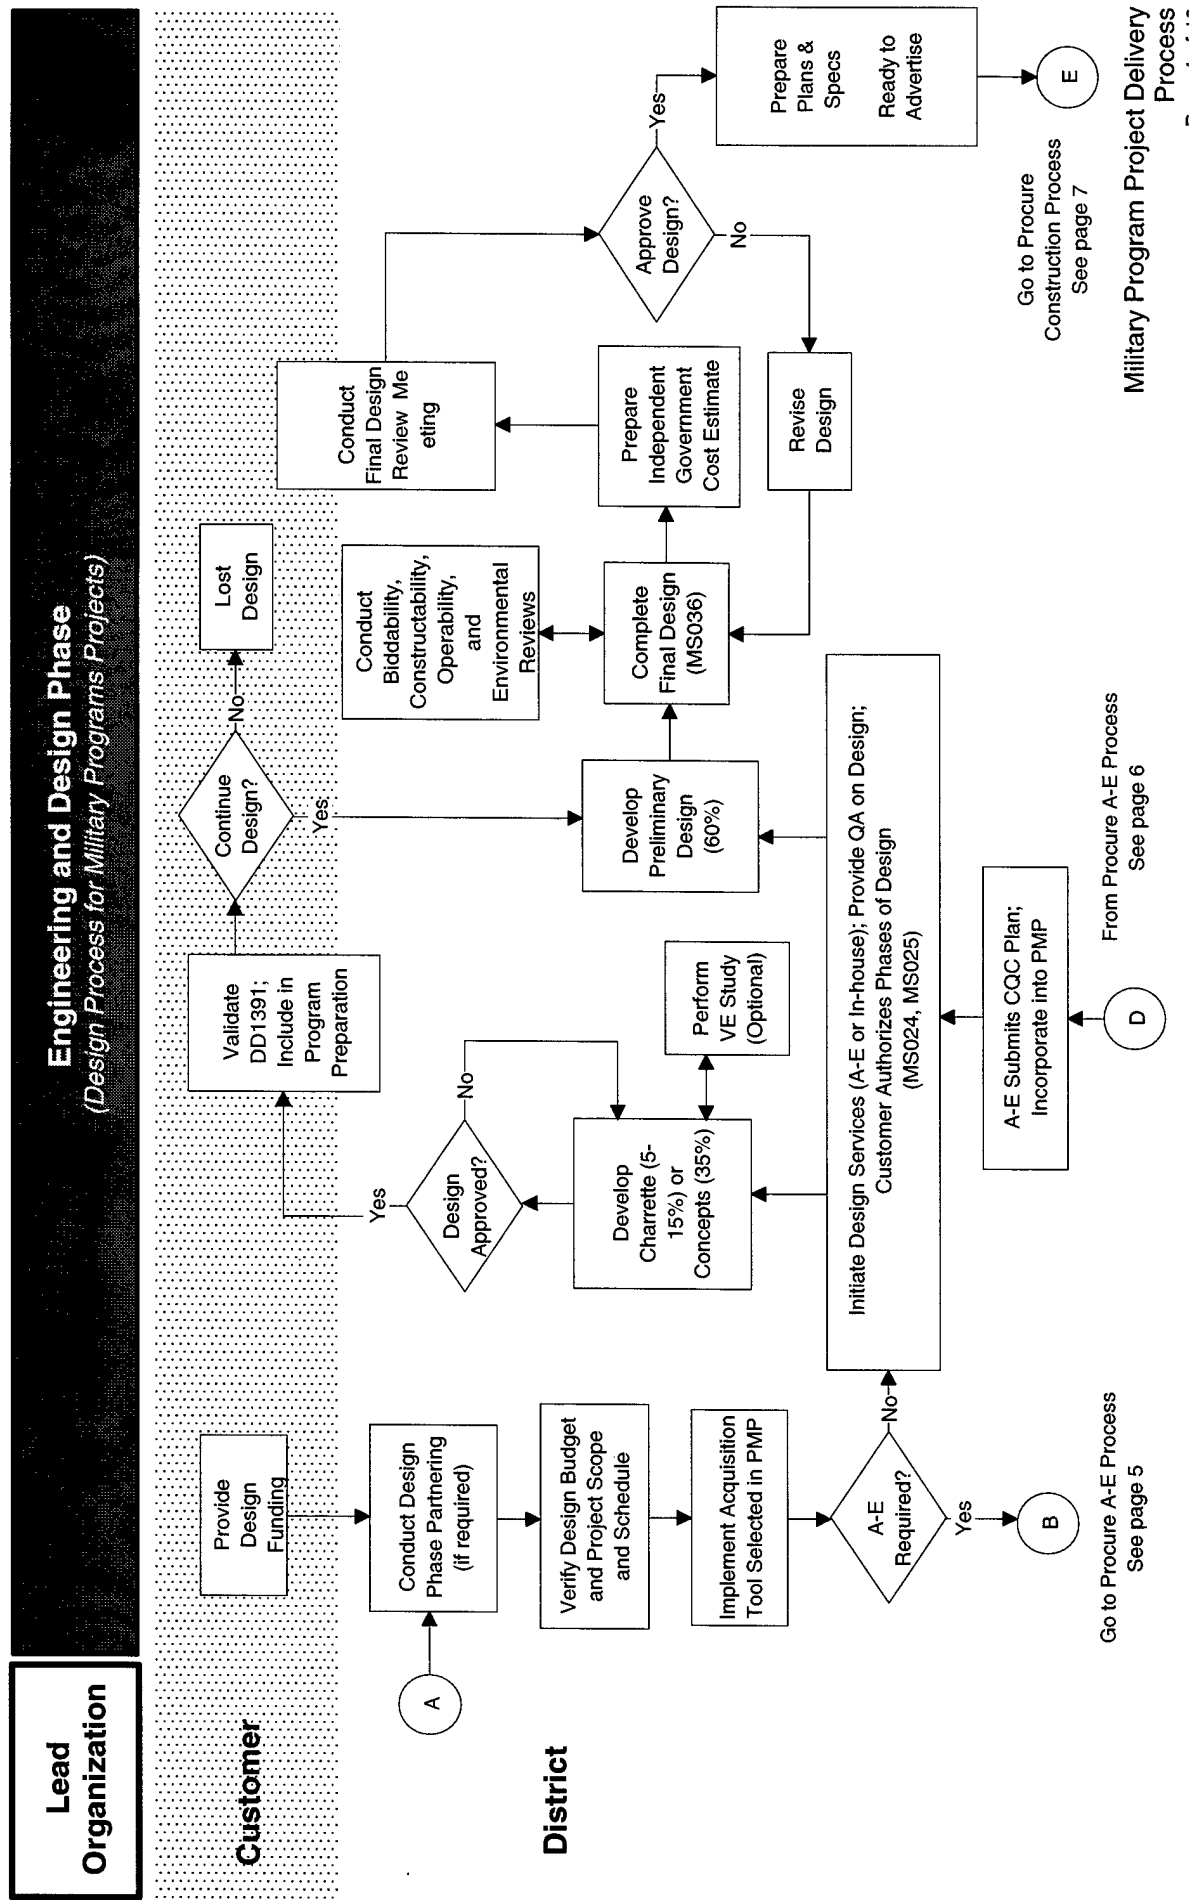 Lead
Organization
Engineering and Design Phase
(Design Process for Military Programs Projects)
Customer
Provide
Design
Funding
Validate
DD1391;
Include in
Program
Preparation
Continue
Design?
No
Lost
Design
Yes
District
A
Conduct Design
Phase Partnering
(if required)
Verify Design Budget
and Project Scope
and Schedule
Implement Acquisition
Tool Selected in PMP
A-E
Required?
No
Yes
B
Go to Procure A-E Process
See page 5
Yes
Design
Approved?
No
Develop
Charrette (5-
15%) or
Concepts (35%)
Perform
VE Study
(Optional)
Initiate Design Services (A-E or In-house); Provide QA on Design;
Customer Authorizes Phases of Design
(MS024, MS025)
A-E Submits CQC Plan;
Incorporate into PMP
D
From Procure A-E Process
See page 6
Develop
Preliminary
Design
(60%)
Conduct
Biddability,
Constructability,
Operability,
and
Environmental
Reviews
Complete
Final Design
(MS036)
Conduct
Final Design
Review Me
eting
Prepare
Independent
Government
Cost Estimate
Revise
Design
Approve
Design?
No
Yes
Prepare
Plans &
Specs
Ready to
Advertise
E
Go to Procure
Construction Process
See page 7
Military Program Project Delivery
Process